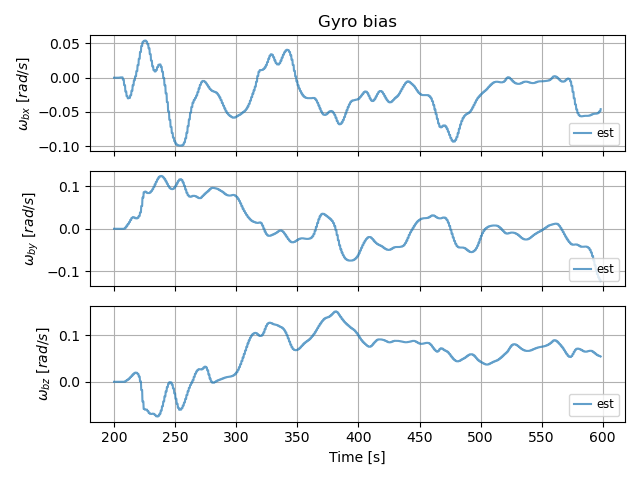 Gyro bias
0.05
0.00
−0.05
−0.10
ω_bx [rad/s]
est
0.1
0.0
−0.1
ω_by [rad/s]
est
0.1
0.0
ω_bz [rad/s]
est
200 250 300 350 400 450 500 550 600
Time [s]